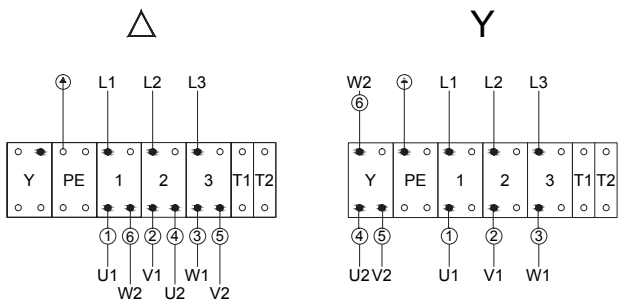 △ Y
L1 L2 L3 W2 ⑥ L1 L2 L3
Y PE 1 2 3 T1 T2 Y PE 1 2 3 T1 T2
① ⑥ ② ④ ③ ⑤ ④ ⑤ ① ② ③
U1 V1 W1 U2 V2 U1 V1 W1
W2 U2 V2